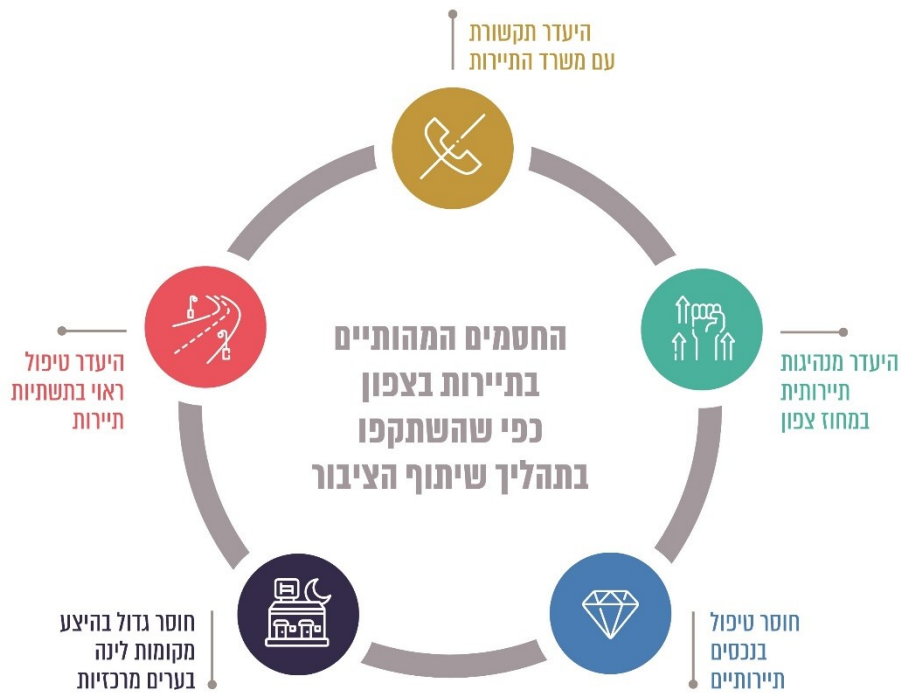 היעדר תקשורת
עם משרד התיירות
היעדר מנהיגות
תיירותית
במחוז צפון
חוסר טיפול
בנכסים
תיירותיים
חוסר גדול בהיצע
מקומות לינה
בערים מרכזיות
היעדר טיפול
ראוי בתשתיות
תיירות
החסמים המהותיים
בתיירות בצפון
כפי שהשתקפו
בתהליך שיתוף הציבור